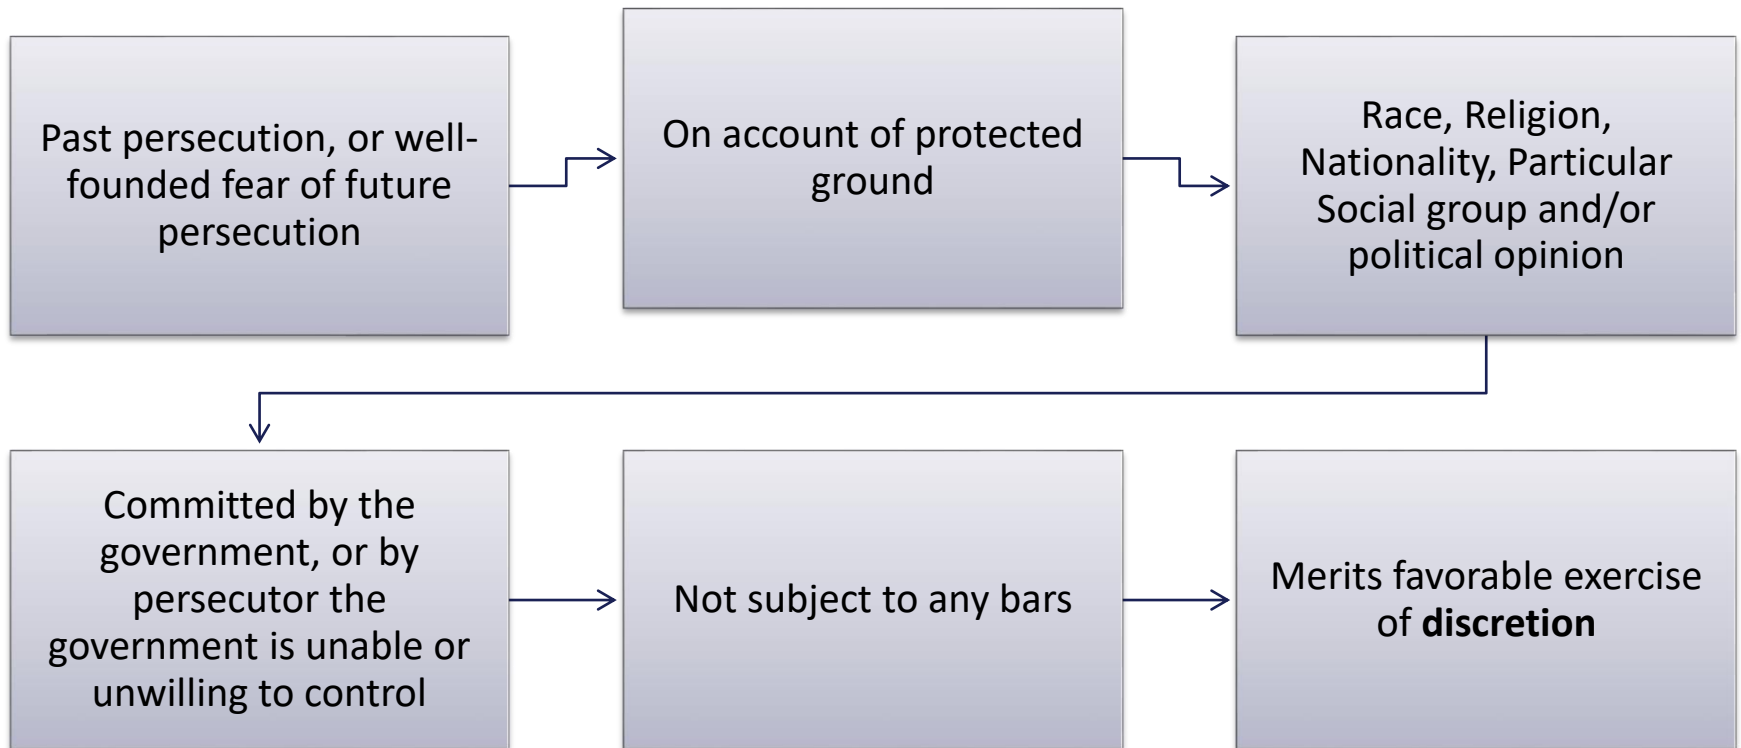 Past persecution, or well-
founded fear of future
persecution
On account of protected
ground
Race, Religion,
Nationality, Particular
Social group and/or
political opinion
Committed by the
government, or by
persecutor the
government is unable or
unwilling to control
Not subject to any bars
Merits favorable exercise
of discretion